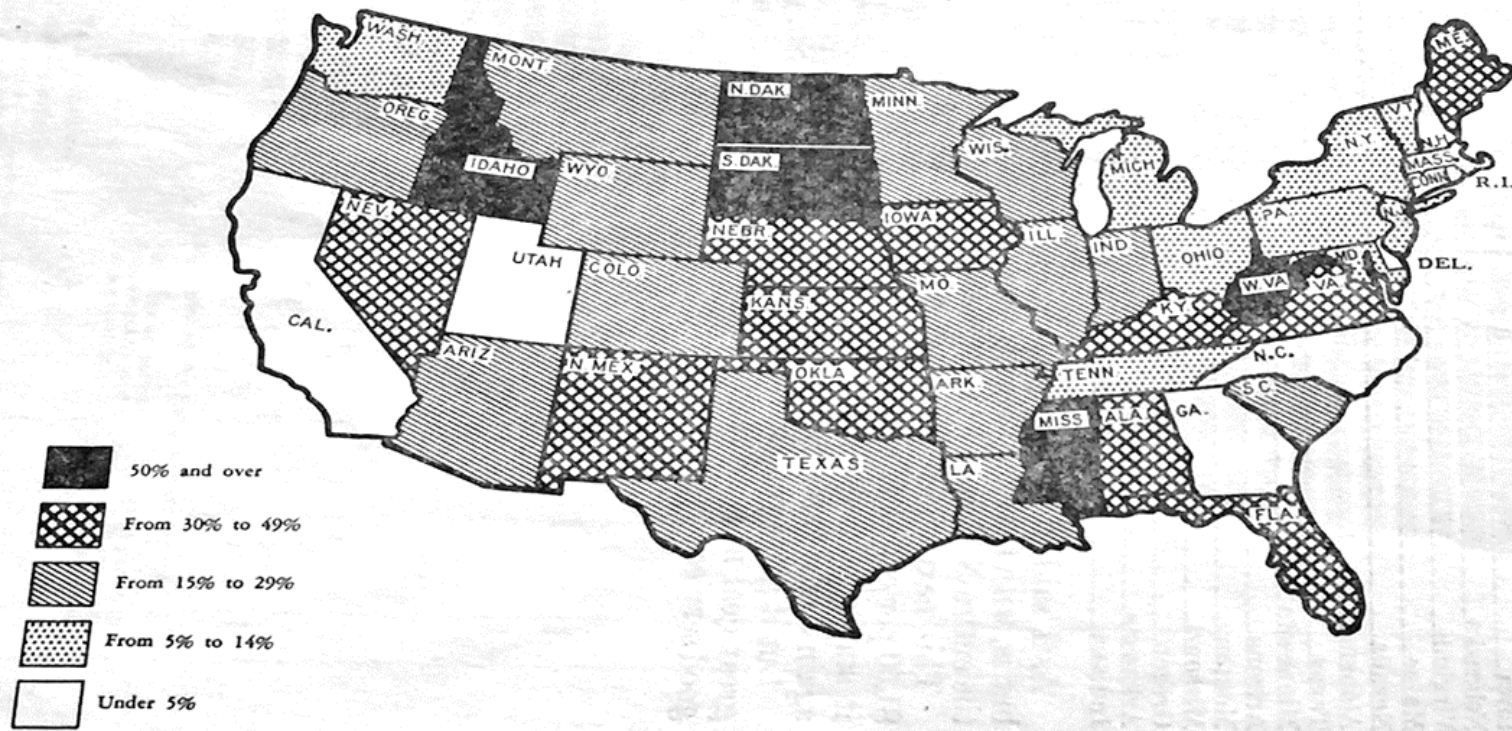 WASH
MONT
N.DAK.
MINN.
ME.
OREG.
VT.
N.H.
N.Y.
IDAHO
WYO
S.DAK.
WIS.
MICH
MASS.
CONN
R.I.
NEV.
NEBR
IOWA
PA.
N.J.
UTAH
COLO
ILL
IND
OHIO
MD.
DEL.
CAL.
KANS.
MO.
W.VA
VA.
KY.
ARIZ
N.MEX
OKLA
ARK.
TENN
N.C.
S.C.
MISS
ALA.
GA.
TEXAS
LA
FLA.
50% and over
From 30% to 49%
From 15% to 29%
From 5% to 14%
Under 5%